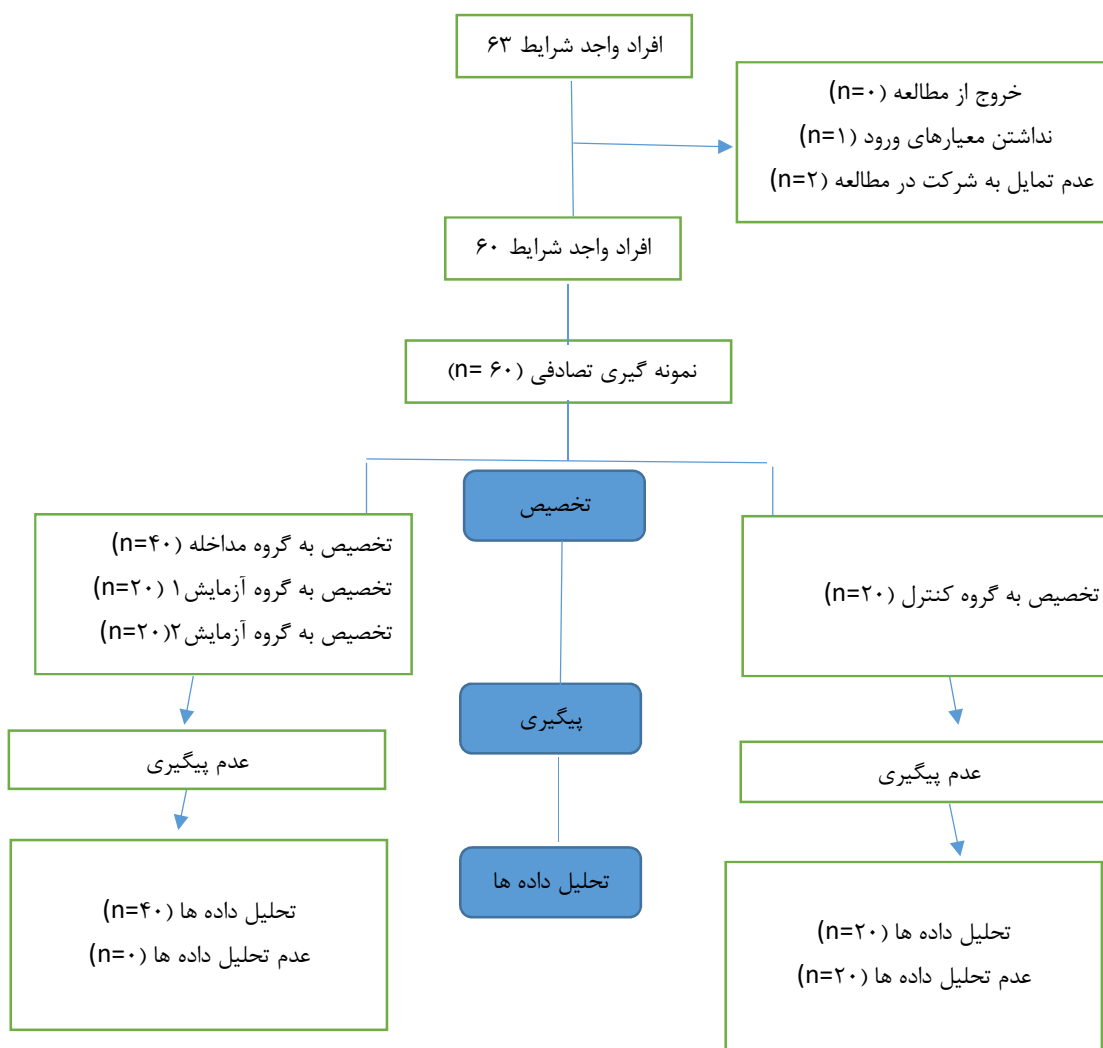 افراد واجد شرایط ۶۳
خروج از مطالعه (n=۰)
نداشتن معیارهای ورود (n=۱)
عدم تمایل به شرکت در مطالعه (n=۲)
افراد واجد شرایط ۶۰
نمونه گیری تصادفی (n= ۶۰)
تخصیص
تخصیص به گروه کنترل (n=۲۰)
تخصیص به گروه مداخله (n=۴۰)
تخصیص به گروه آزمایش۱ (n=۲۰)
تخصیص به گروه آزمایش۲(n=۲۰)
پیگیری
عدم پیگیری
عدم پیگیری
تحلیل داده ها
تحلیل داده ها (n=۲۰)
عدم تحلیل داده ها (n=۲۰)
تحلیل داده ها (n=۴۰)
عدم تحلیل داده ها (n=۰)